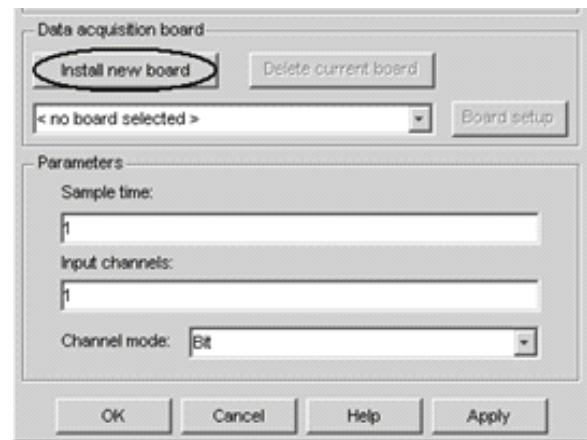 Data acquisition board
Install new board Delete current board
< no board selected > Board setup
Parameters
Sample time:
1
Input channels:
1
Channel mode: Bit
OK Cancel Help Apply